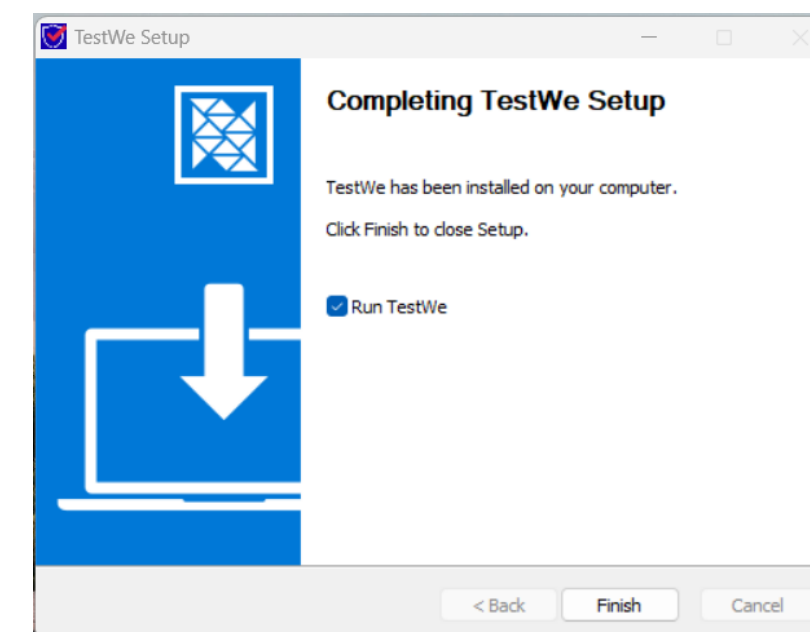 TestWe Setup
Completing TestWe Setup
TestWe has been installed on your computer.
Click Finish to close Setup.
Run TestWe
< Back
Finish
Cancel